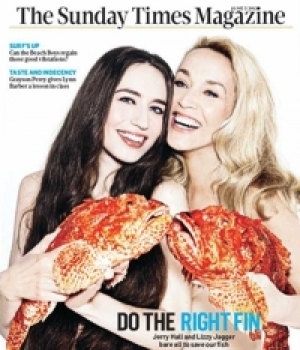 The Sunday Times Magazine
SURF'S UP
Can the Beach Boys regain
those good vibrations?
TASTE AND INDECENCY
Grayson Perry gives Lynn
Barber a lesson in class
DO THE RIGHT FIN
Jerry Hall and Lizzy Jagger
bare all to save our fish